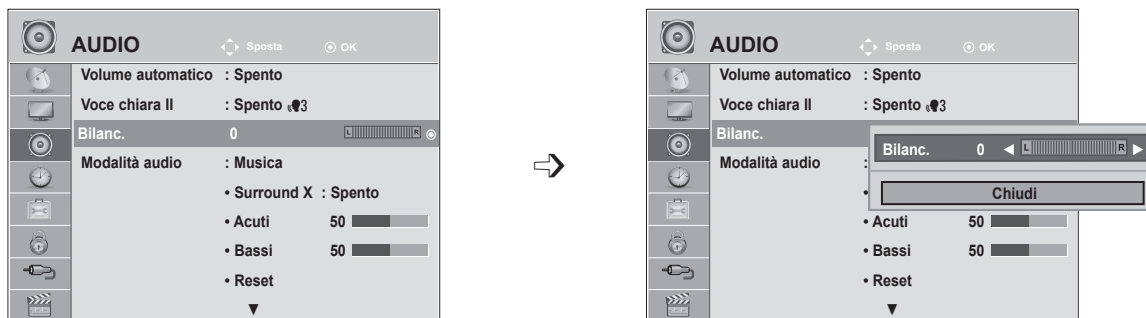 AUDIO
Sposta
OK
Volume automatico : Spento
Voce chiara II : Spento 3
Bilanc. 0 L R
Modalità audio : Musica
• Surround X : Spento
• Acuti 50
• Bassi 50
• Reset
▼
AUDIO
Sposta
OK
Volume automatico : Spento
Voce chiara II : Spento 3
Bilanc.
Bilanc. 0 ◀ L R ▶
Modalità audio :
Chiudi
•
• Acuti 50
• Bassi 50
• Reset
▼